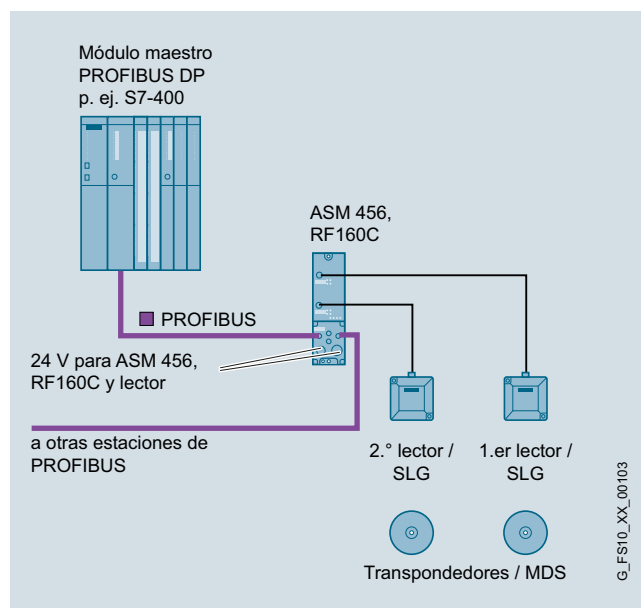 Módulo maestro
PROFIBUS DP
p. ej. S7-400
ASM 456,
RF160C
PROFIBUS
24 V para ASM 456,
RF160C y lector
a otras estaciones de
PROFIBUS
2.° lector /
SLG
1.er lector /
SLG
Transpondedores / MDS
G_FS10_XX_00103